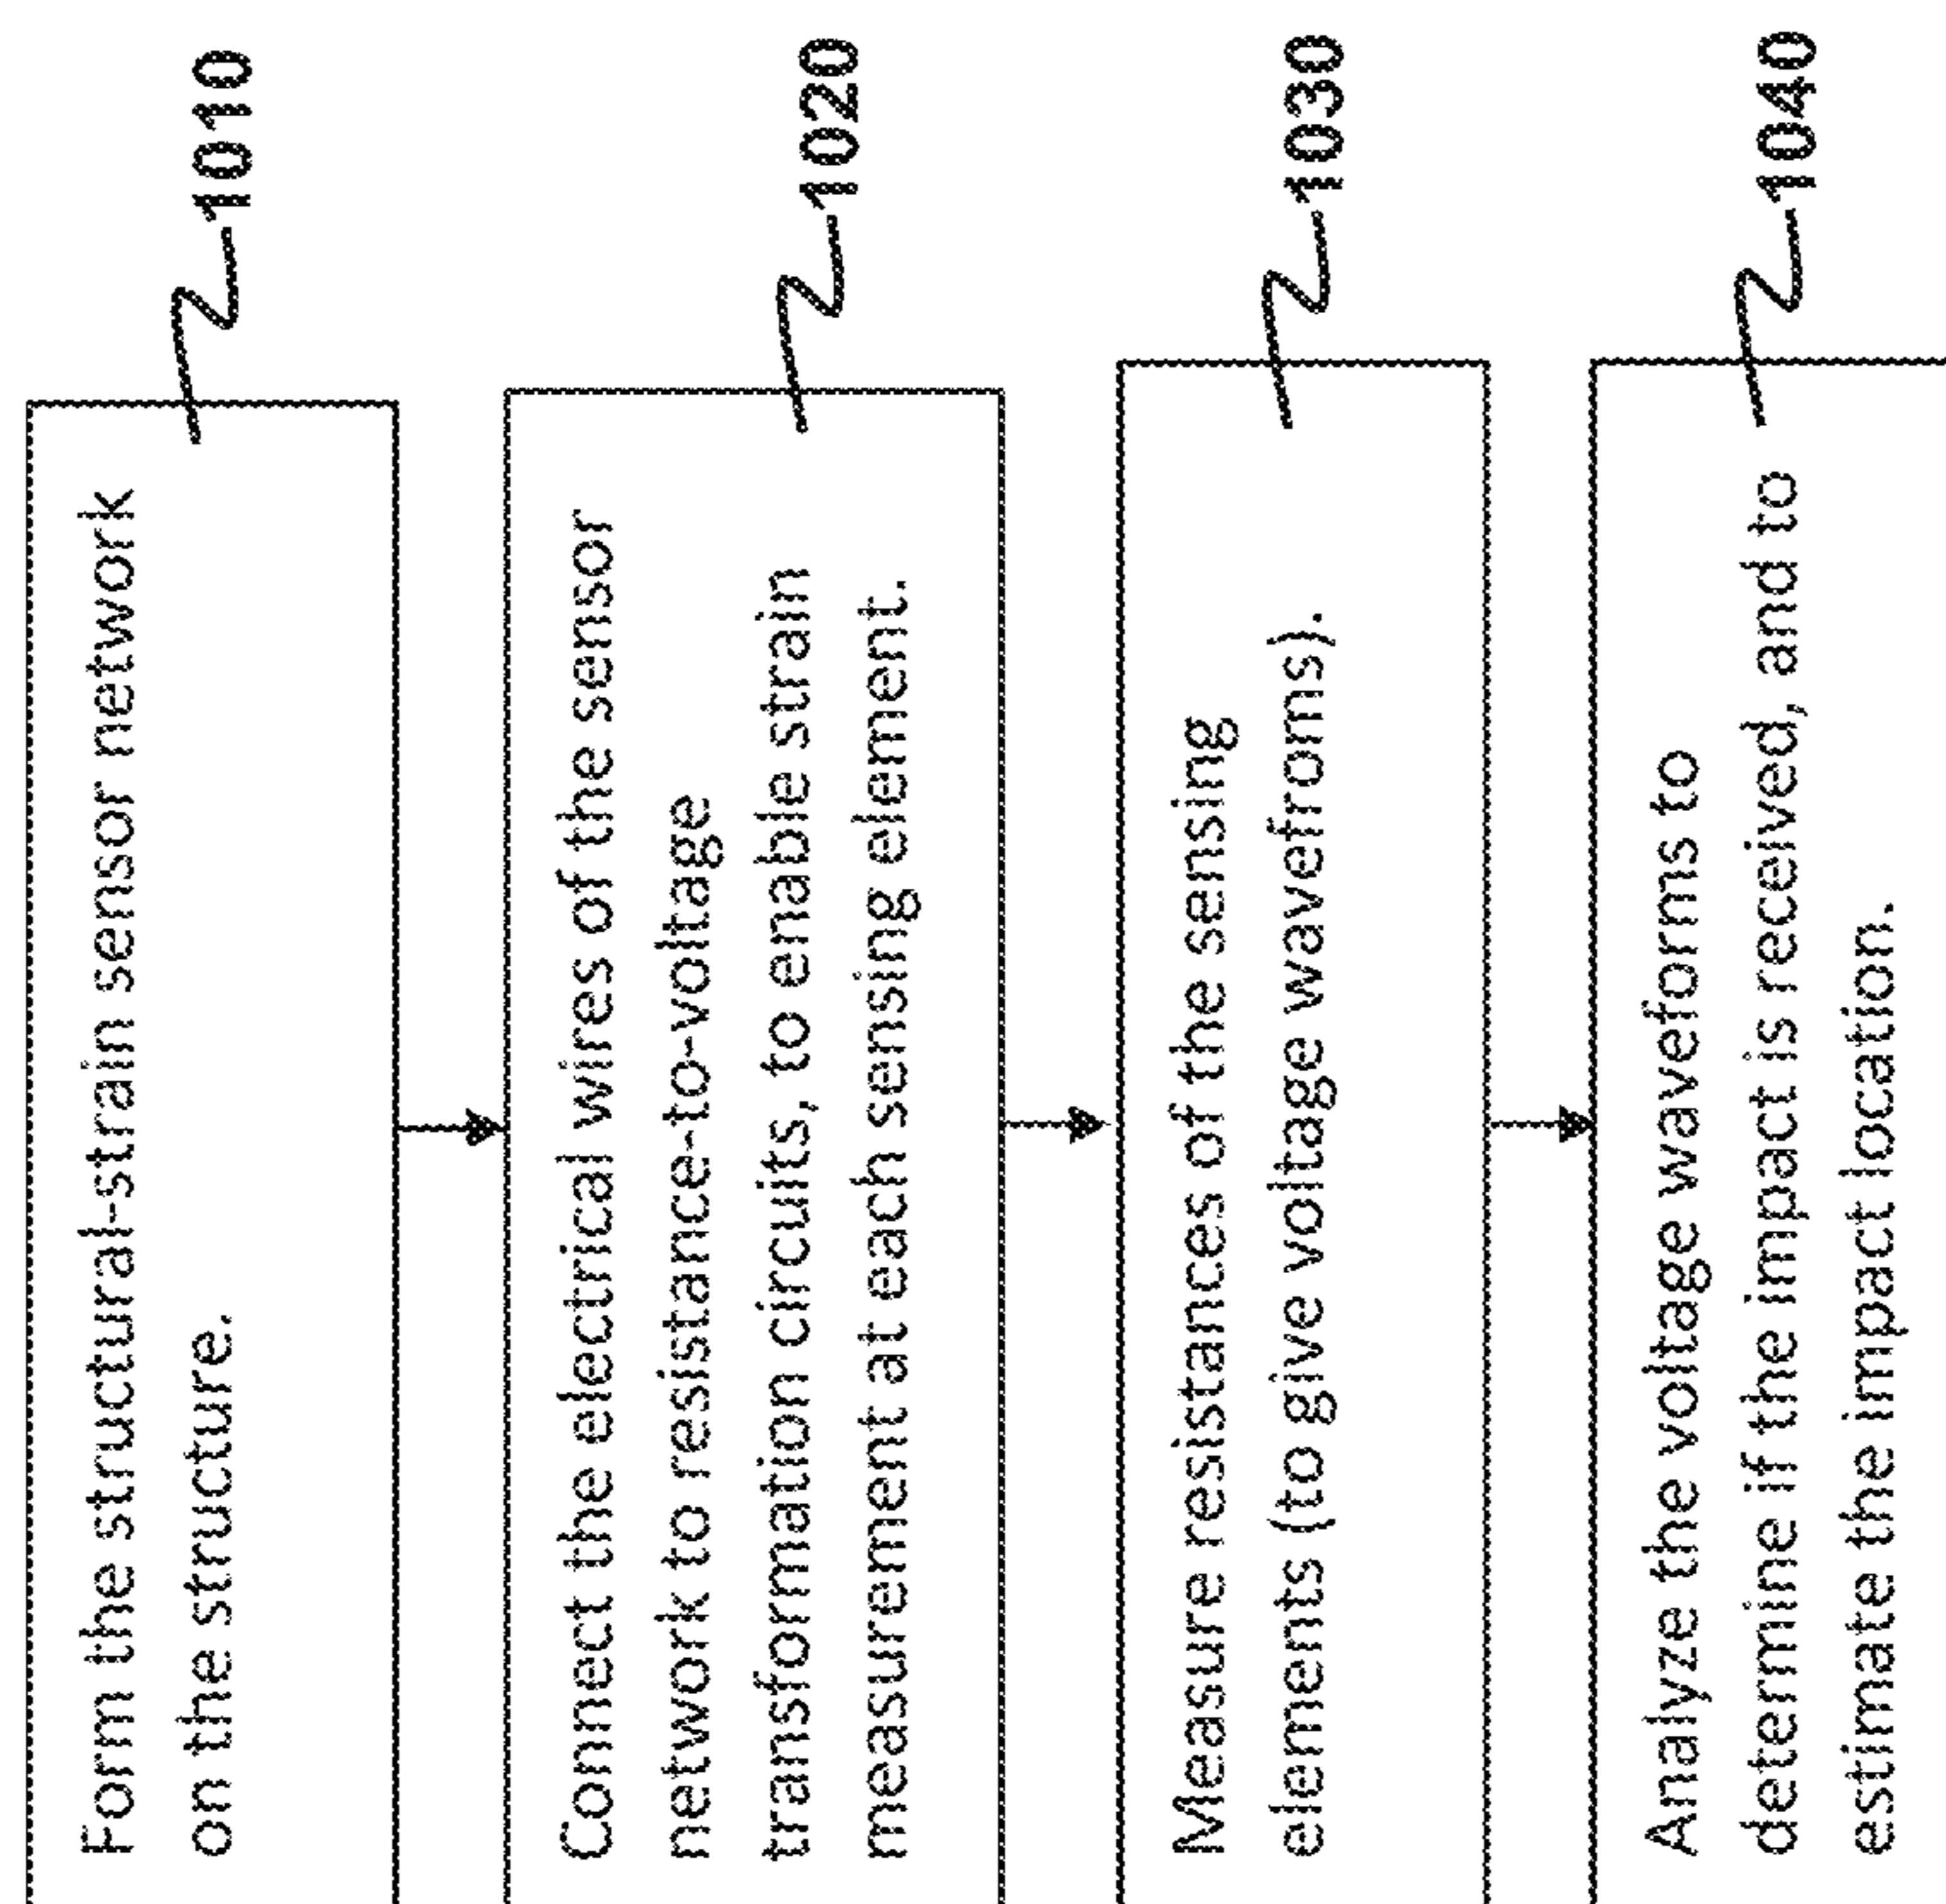 Form the structural-strain sensor network
on the structure.
1010
Connect the electrical wires of the sensor
network to resistance-to-voltage
transformation circuits, to enable strain
measurement at each sensing element.
1020
Measure resistances of the sensing
elements (to give voltage wavefroms).
1030
Analyze the voltage waveforms to
determine if the impact is received, and to
estimate the impact location.
1040